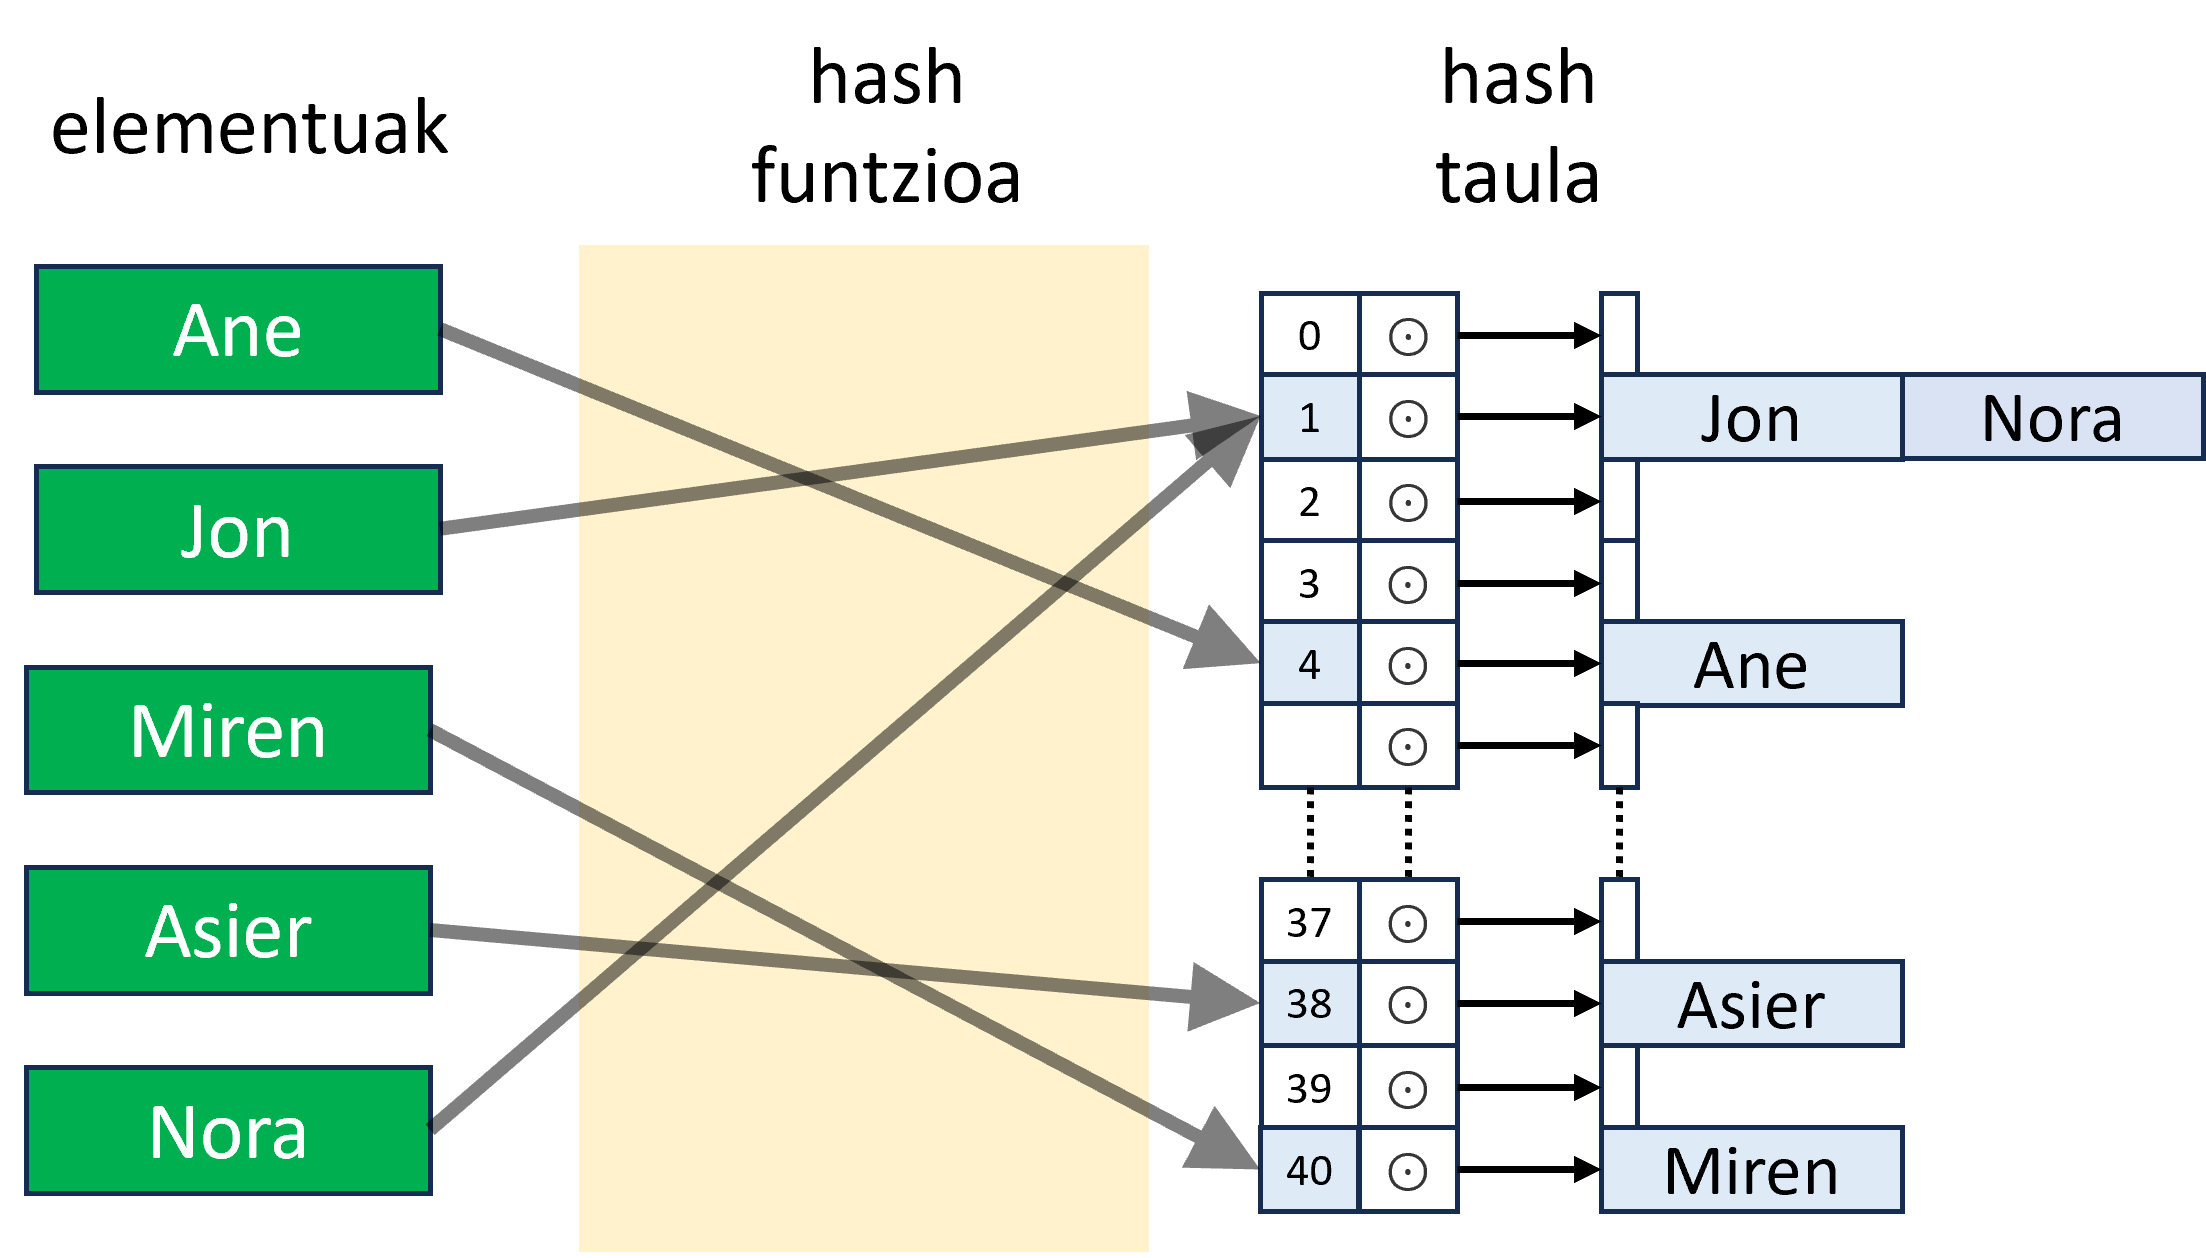 elementuak
hash
funtzioa
hash
taula
Ane
Jon
Miren
Asier
Nora
0
1 Jon Nora
2
3
4 Ane
37
38 Asier
39
40 Miren